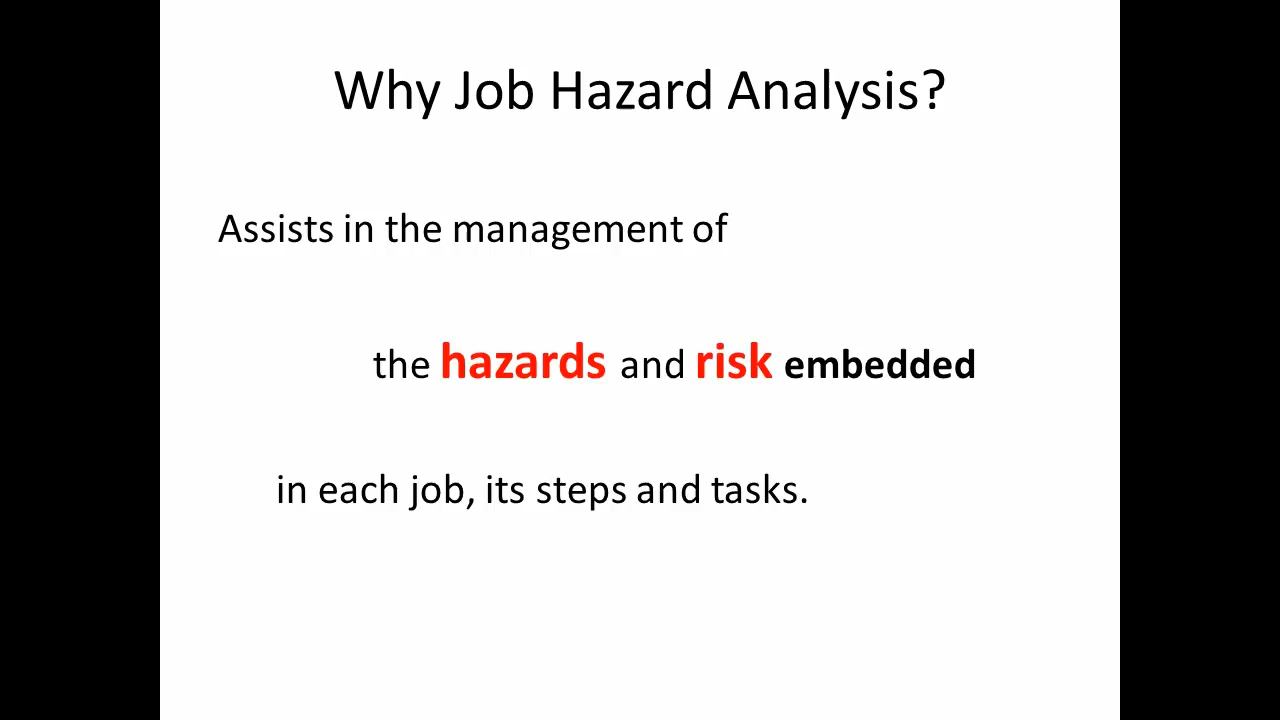 Why Job Hazard Analysis?
Assists in the management of
the hazards and risk embedded
in each job, its steps and tasks.